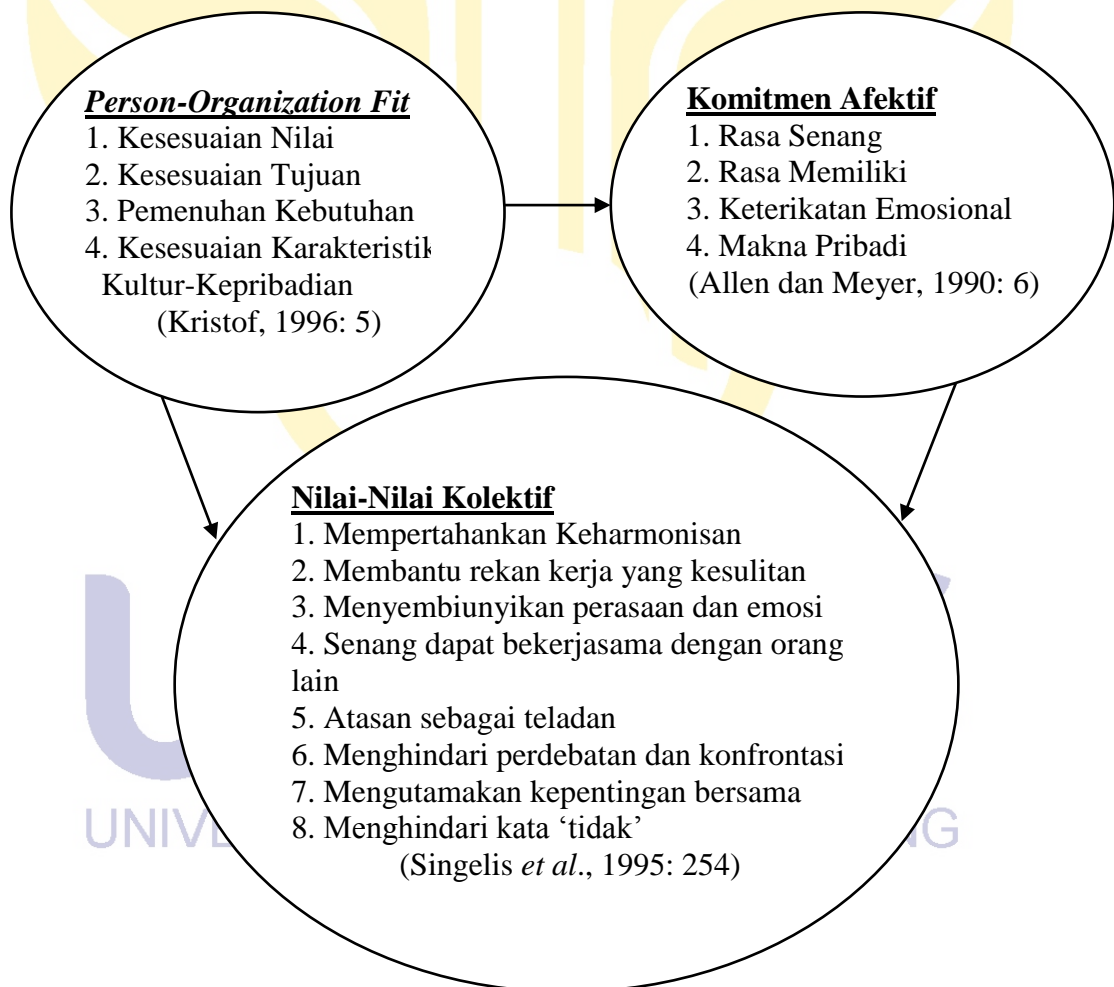 Person-Organization Fit
1. Kesesuaian Nilai
2. Kesesuaian Tujuan
3. Pemenuhan Kebutuhan
4. Kesesuaian Karakteristik
Kultur-Kepribadian
(Kristof, 1996: 5)
Komitmen Afektif
1. Rasa Senang
2. Rasa Memiliki
3. Keterikatan Emosional
4. Makna Pribadi
(Allen dan Meyer, 1990: 6)
Nilai-Nilai Kolektif
1. Mempertahankan Keharmonisan
2. Membantu rekan kerja yang kesulitan
3. Menyembiunyikan perasaan dan emosi
4. Senang dapat bekerjasama dengan orang
lain
5. Atasan sebagai teladan
6. Menghindari perdebatan dan konfrontasi
7. Mengutamakan kepentingan bersama
8. Menghindari kata ‘tidak’
(Singelis et al., 1995: 254)